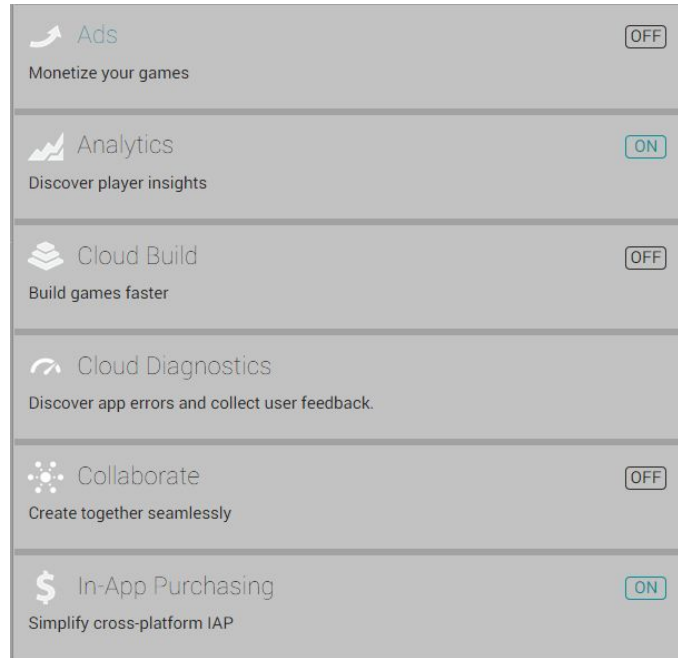 Ads
OFF
Monetize your games
Analytics
ON
Discover player insights
Cloud Build
OFF
Build games faster
Cloud Diagnostics
Discover app errors and collect user feedback.
Collaborate
OFF
Create together seamlessly
In-App Purchasing
ON
Simplify cross-platform IAP